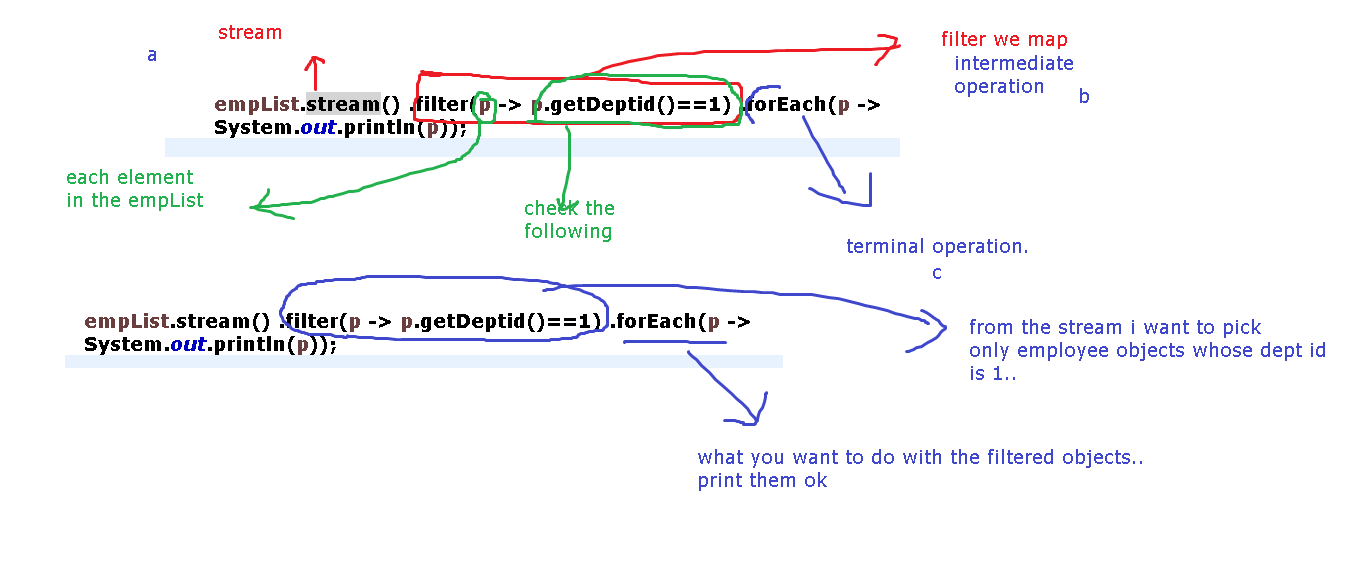 stream
a
filter we map
intermediate
operation
b
empList.stream() .filter(p -> p.getDeptid()==1) .forEach(p ->
System.out.println(p));
each element
in the empList
check the
following
terminal operation.
c
empList.stream() .filter(p -> p.getDeptid()==1) .forEach(p ->
System.out.println(p));
from the stream i want to pick
only employee objects whose dept id
is 1..
what you want to do with the filtered objects..
print them ok